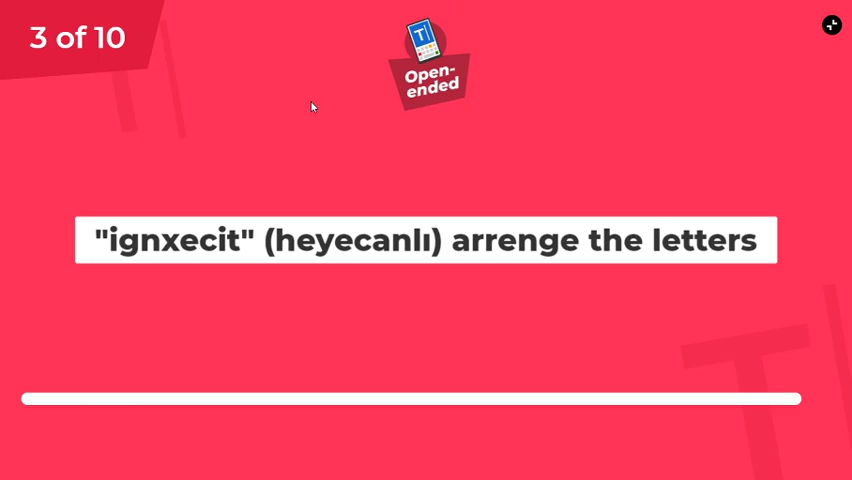 3 of 10
T
Open-
ended
"ignxecit" (heyecanlı) arrenge the letters